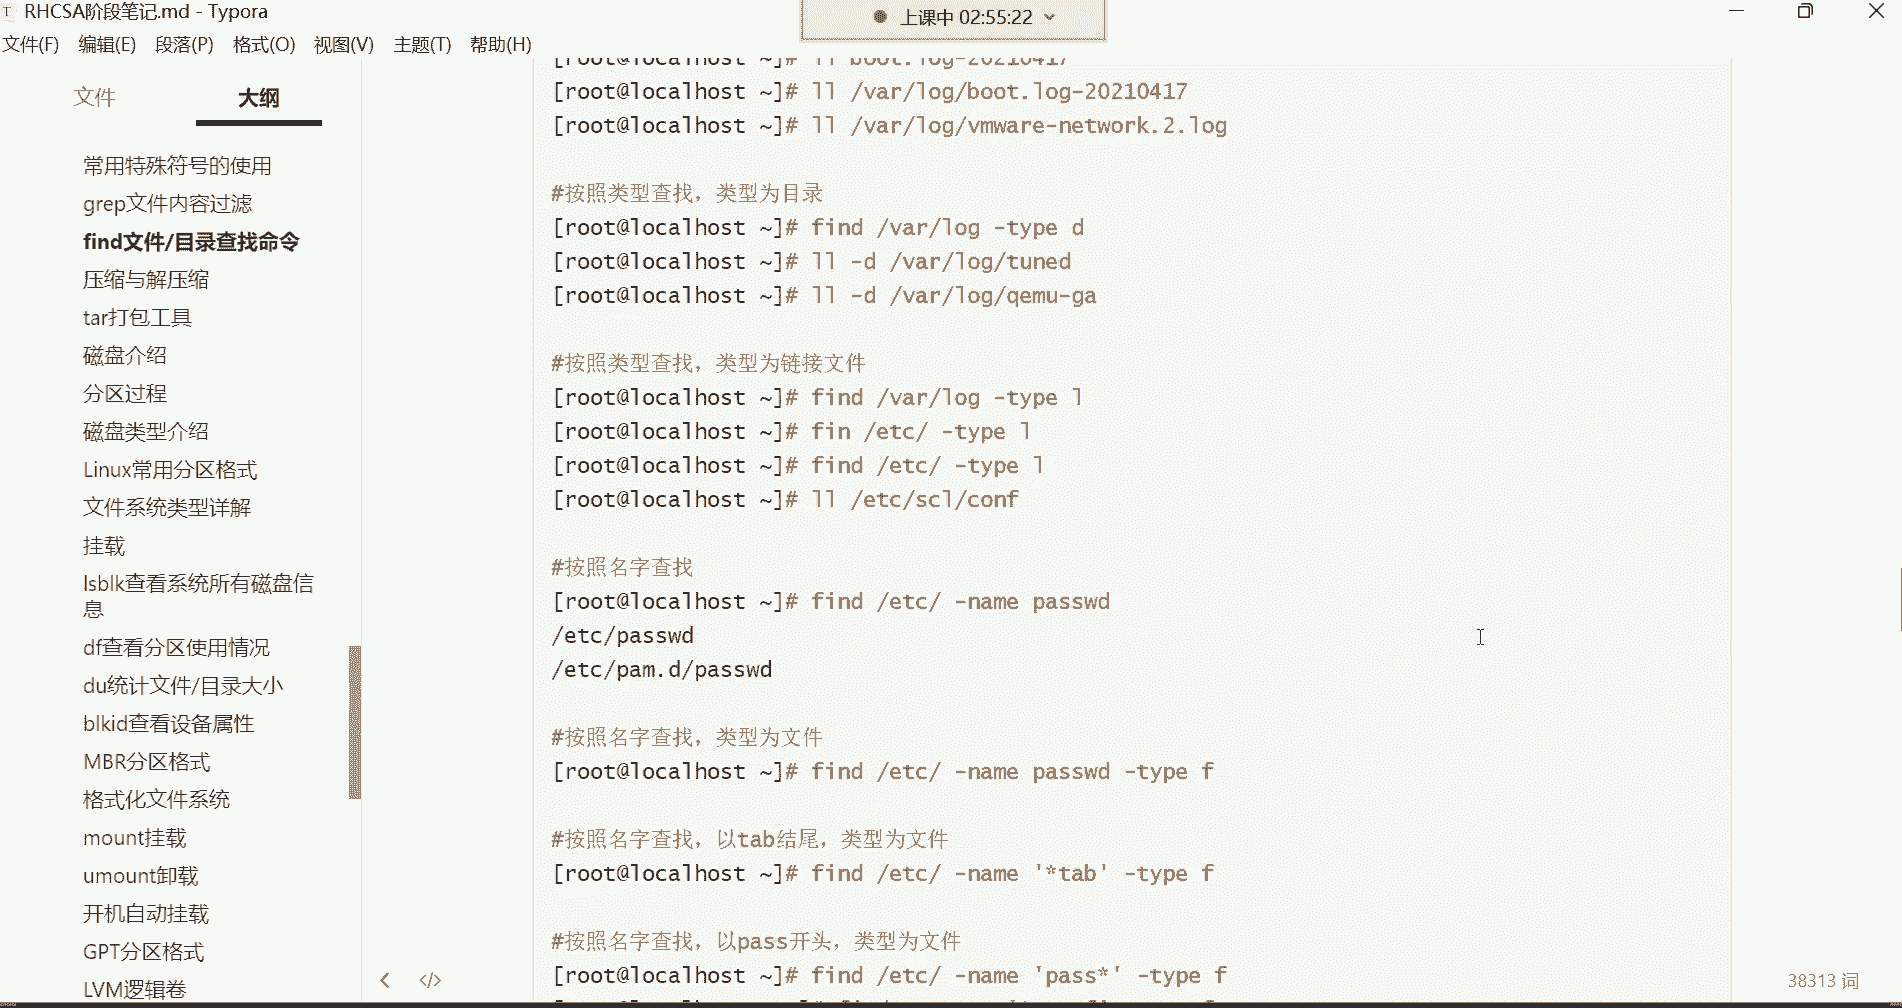 RHCSA阶段笔记.md - Typora
上课中 02:55:22
文件(F) 编辑(E) 段落(P) 格式(O) 视图(V) 主题(T) 帮助(H)
文件 大纲
常用特殊符号的使用
grep文件内容过滤
find文件/目录查找命令
压缩与解压缩
tar打包工具
磁盘介绍
分区过程
磁盘类型介绍
Linux常用分区格式
文件系统类型详解
挂载
lsblk查看系统所有磁盘信
息
df查看分区使用情况
du统计文件/目录大小
blkid查看设备属性
MBR分区格式
格式化文件系统
mount挂载
umount卸载
开机自动挂载
GPT分区格式
LVM逻辑卷
[root@localhost ~]# ll boot.log-20210417
[root@localhost ~]# ll /var/log/boot.log-20210417
[root@localhost ~]# ll /var/log/vmware-network.2.log
#按照类型查找，类型为目录
[root@localhost ~]# find /var/log -type d
[root@localhost ~]# ll -d /var/log/tuned
[root@localhost ~]# ll -d /var/log/qemu-ga
#按照类型查找，类型为链接文件
[root@localhost ~]# find /var/log -type l
[root@localhost ~]# fin /etc/ -type l
[root@localhost ~]# find /etc/ -type l
[root@localhost ~]# ll /etc/scl/conf
#按照名字查找
[root@localhost ~]# find /etc/ -name passwd
/etc/passwd
/etc/pam.d/passwd
#按照名字查找，类型为文件
[root@localhost ~]# find /etc/ -name passwd -type f
#按照名字查找，以tab结尾，类型为文件
[root@localhost ~]# find /etc/ -name '*tab' -type f
#按照名字查找，以pass开头，类型为文件
[root@localhost ~]# find /etc/ -name 'pass*' -type f
38313 词